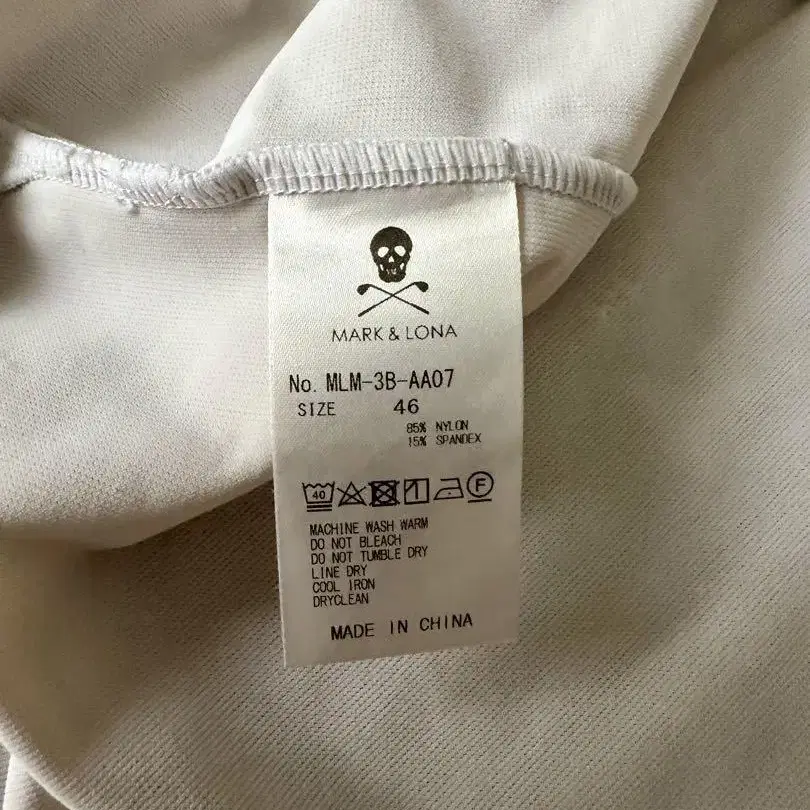 MARK & LONA
No. MLM-3B-AA07
SIZE 46
85% NYLON
15% SPANDEX
40 F
MACHINE WASH WARM
DO NOT BLEACH
DO NOT TUMBLE DRY
LINE DRY
COOL IRON
DRYCLEAN
MADE IN CHINA